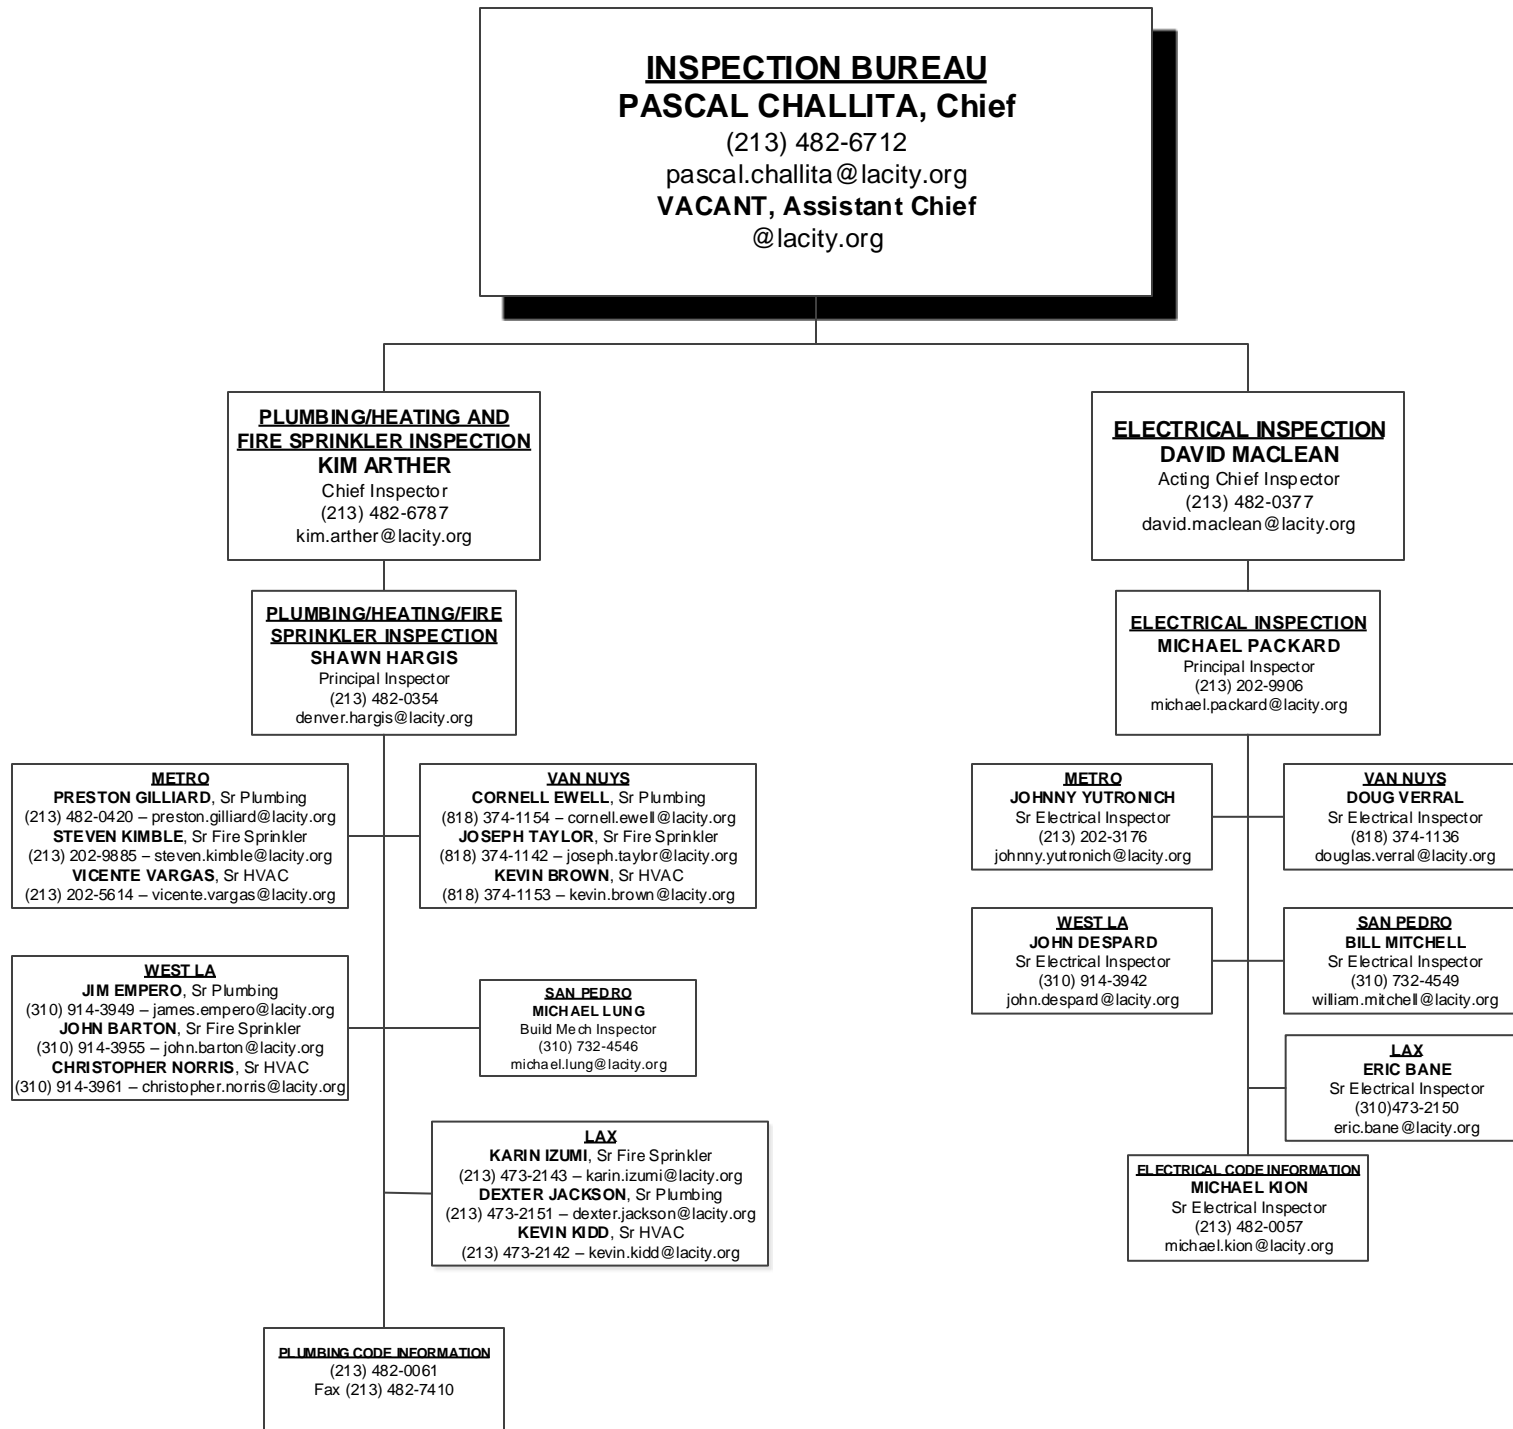 INSPECTION BUREAU
PASCAL CHALLITA, Chief
(213) 482-6712
pascal.challita@lacity.org
VACANT, Assistant Chief
@lacity.org
PLUMBING/HEATING AND
FIRE SPRINKLER INSPECTION
KIM ARTHER
Chief Inspector
(213) 482-6787
kim.arther@lacity.org
ELECTRICAL INSPECTION
DAVID MACLEAN
Acting Chief Inspector
(213) 482-0377
david.maclean@lacity.org
PLUMBING/HEATING/FIRE
SPRINKLER INSPECTION
SHAWN HARGIS
Principal Inspector
(213) 482-0354
denver.hargis@lacity.org
ELECTRICAL INSPECTION
MICHAEL PACKARD
Principal Inspector
(213) 202-9906
michael.packard@lacity.org
METRO
PRESTON GILLIARD, Sr Plumbing
(213) 482-0420 – preston.gilliard@lacity.org
STEVEN KIMBLE, Sr Fire Sprinkler
(213) 202-9885 – steven.kimble@lacity.org
VICENTE VARGAS, Sr HVAC
(213) 202-5614 – vicente.vargas@lacity.org
VAN NUYS
CORNELL EWELL, Sr Plumbing
(818) 374-1154 – cornell.ewell@lacity.org
JOSEPH TAYLOR, Sr Fire Sprinkler
(818) 374-1142 – joseph.taylor@lacity.org
KEVIN BROWN, Sr HVAC
(818) 374-1153 – kevin.brown@lacity.org
METRO
JOHNNY YUTRONICH
Sr Electrical Inspector
(213) 202-3176
johnny.yutronich@lacity.org
VAN NUYS
DOUG VERRAL
Sr Electrical Inspector
(818) 374-1136
douglas.verral@lacity.org
WEST LA
JIM EMPERO, Sr Plumbing
(310) 914-3949 – james.empero@lacity.org
JOHN BARTON, Sr Fire Sprinkler
(310) 914-3955 – john.barton@lacity.org
CHRISTOPHER NORRIS, Sr HVAC
(310) 914-3961 – christopher.norris@lacity.org
SAN PEDRO
MICHAEL LUNG
Build Mech Inspector
(310) 732-4546
michael.lung@lacity.org
WEST LA
JOHN DESPARD
Sr Electrical Inspector
(310) 914-3942
john.despard@lacity.org
SAN PEDRO
BILL MITCHELL
Sr Electrical Inspector
(310) 732-4549
william.mitchell@lacity.org
LAX
ERIC BANE
Sr Electrical Inspector
(310)473-2150
eric.bane@lacity.org
LAX
KARIN IZUMI, Sr Fire Sprinkler
(213) 473-2143 – karin.izumi@lacity.org
DEXTER JACKSON, Sr Plumbing
(213) 473-2151 – dexter.jackson@lacity.org
KEVIN KIDD, Sr HVAC
(213) 473-2142 – kevin.kidd@lacity.org
ELECTRICAL CODE INFORMATION
MICHAEL KION
Sr Electrical Inspector
(213) 482-0057
michael.kion@lacity.org
PLUMBING CODE INFORMATION
(213) 482-0061
Fax (213) 482-7410